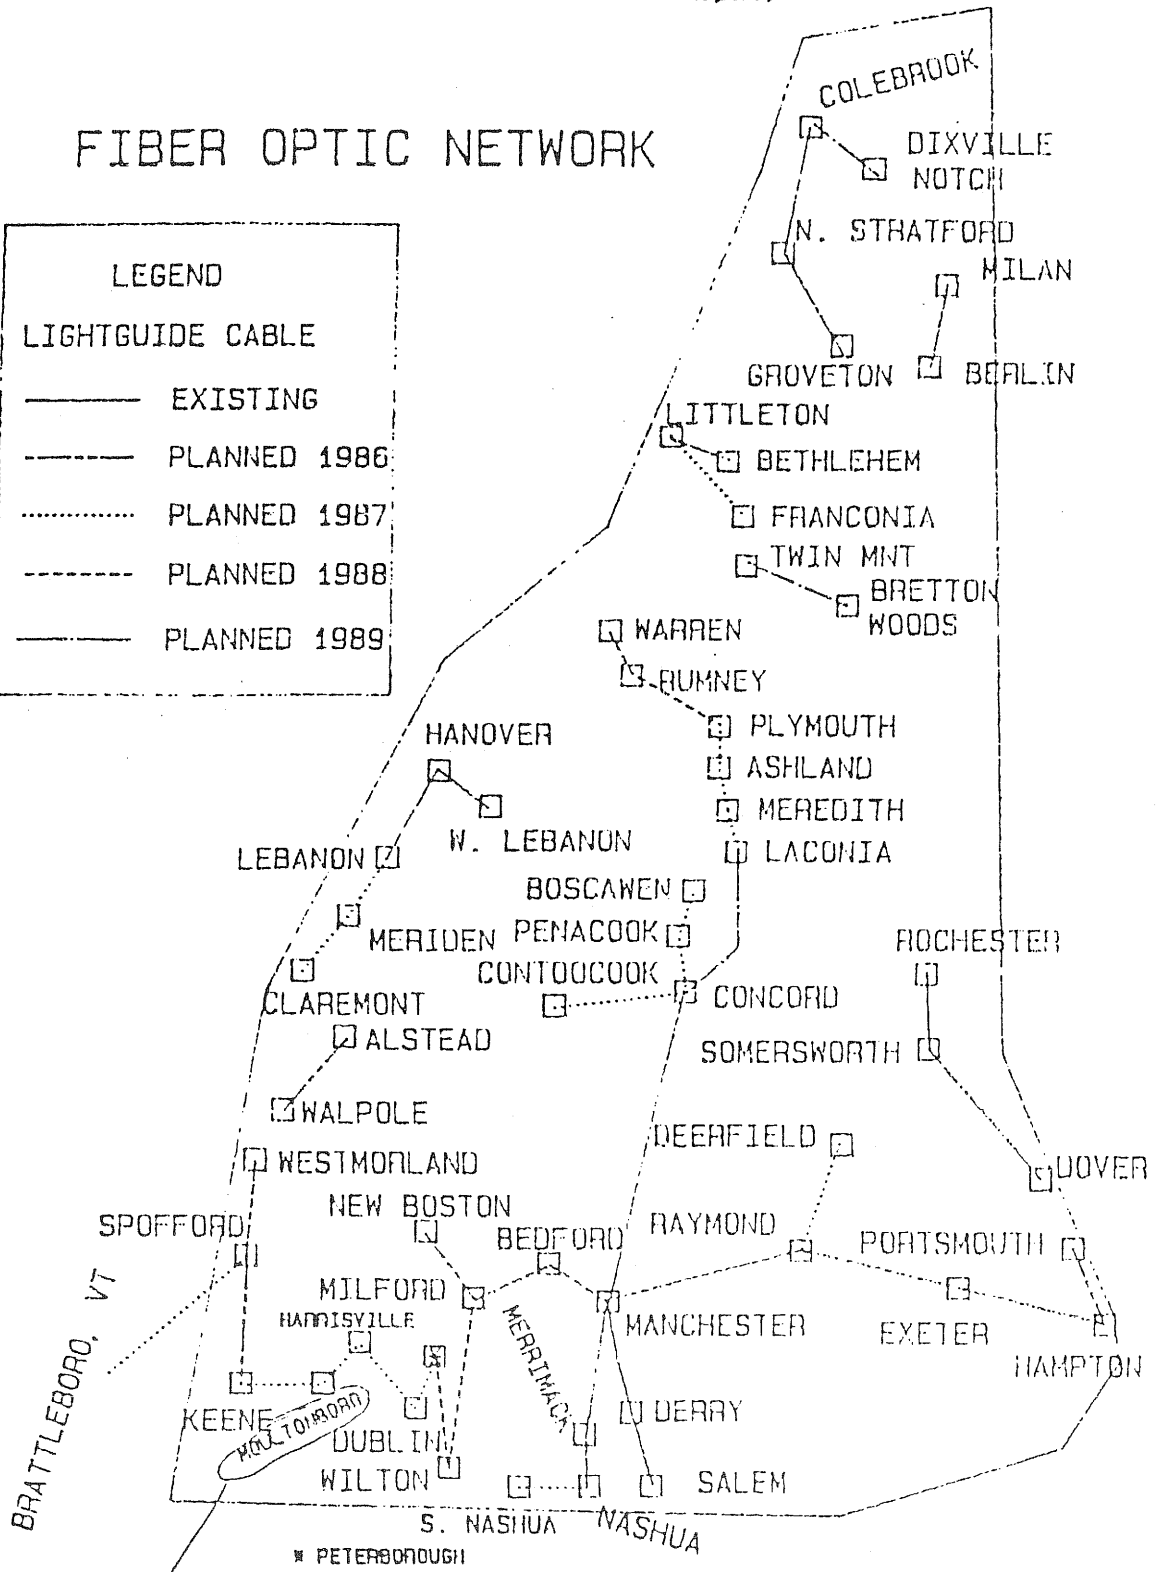 COLEBROOK
FIBER OPTIC NETWORK
DIXVILLE
NOTCH
N. STRATFORD
MILAN
LEGEND
LIGHTGUIDE CABLE
EXISTING
PLANNED 1986
PLANNED 1987
PLANNED 1988
PLANNED 1989
GROVETON
BERLIN
LITTLETON
BETHLEHEM
FRANCONIA
TWIN MNT
BRETTON
WOODS
WARREN
RUMNEY
PLYMOUTH
HANOVER
ASHLAND
MEREDITH
W. LEBANON
LACONIA
LEBANON
BOSCAWEN
MERIDEN
PENACOOK
ROCHESTER
CONTOOCOOK
CLAREMONT
CONCORD
ALSTEAD
SOMERSWORTH
WALPOLE
DEERFIELD
WESTMORLAND
DOVER
NEW BOSTON
SPOFFORD
BEDFORD
RAYMOND
PORTSMOUTH
MILFORD
HARRISVILLE
MERRIMACK
MANCHESTER
EXETER
HAMPTON
BRATTLEBORO, VT
KEENE
MOULTONBORO
DUBLIN
DERRY
WILTON
SALEM
S. NASHUA
NASHUA
* PETERBOROUGH